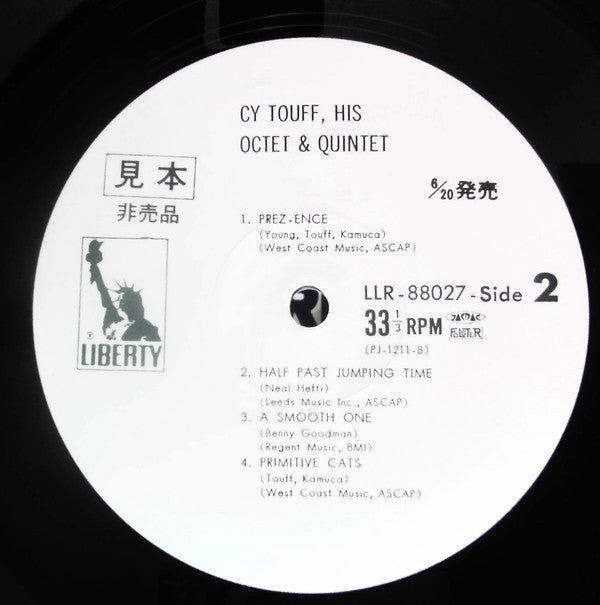 CY TOUFF, HIS
OCTET & QUINTET
見本
非売品
6/20 発売
1. PREZ-ENCE
(Young, Touff, Kamuca)
(West Coast Music, ASCAP)
LLR-88027-Side 2
33 1/3 RPM
(PJ-1211-B)
® LIBERTY
2. HALF PAST JUMPING TIME
(Neal Hefti)
(Leeds Music Inc., ASCAP)
3. A SMOOTH ONE
(Benny Goodman)
(Regent Music, BMI)
4. PRIMITIVE CATS
(Touff, Kamuca)
(West Coast Music, ASCAP)